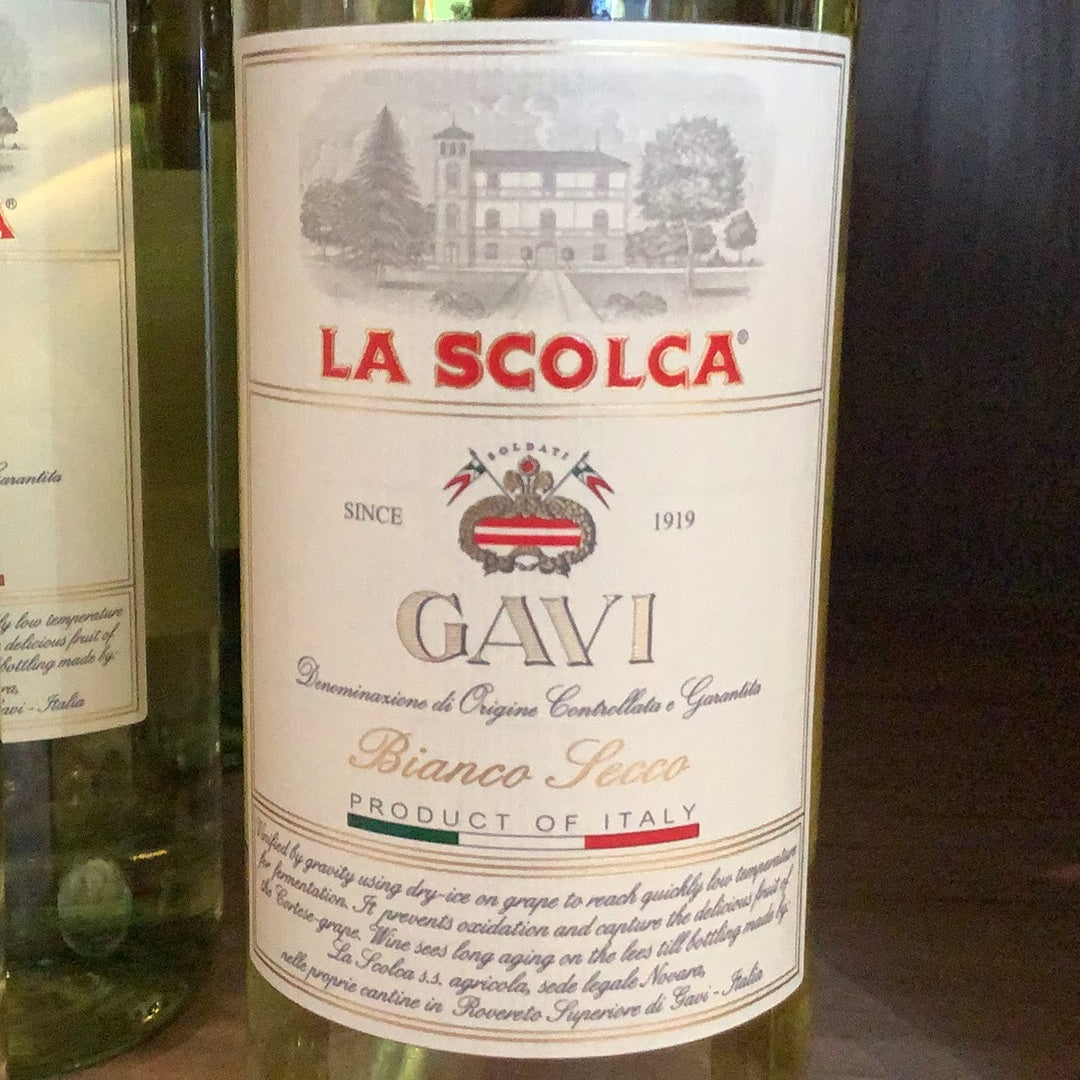 LA SCOLCA®
SOLDATI
SINCE 1919
GAVI
Denominazione di Origine Controllata e Garantita
Bianco Secco
PRODUCT OF ITALY
Vinified by gravity using dry-ice on grape to reach quickly low temperature
for fermentation. It prevents oxidation and capture the delicious fruit of
the Cortese-grape. Wine sees long aging on the lees till bottling made by:
La Scolca s.s. agricola, sede legale Novara,
nelle proprie cantine in Rovereto Superiore di Gavi - Italia
A®
Garantita
low temperature
delicious fruit of
bottling made by:
Gavi - Italia